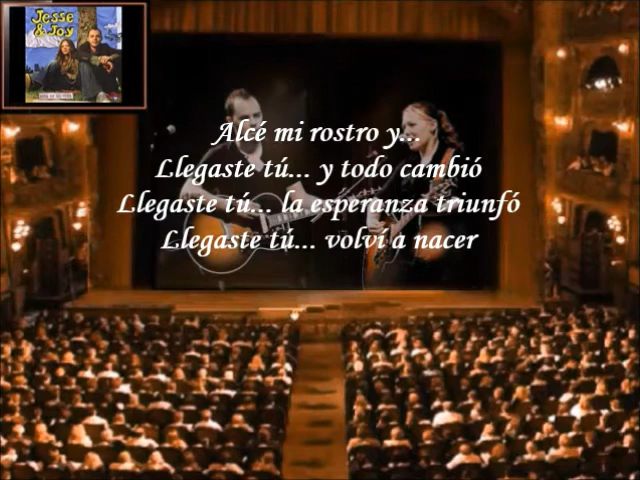 Jesse
& Joy
Alcé mi rostro y...
Llegaste tú... y todo cambió
Llegaste tú... la esperanza triunfó
Llegaste tú... volví a nacer